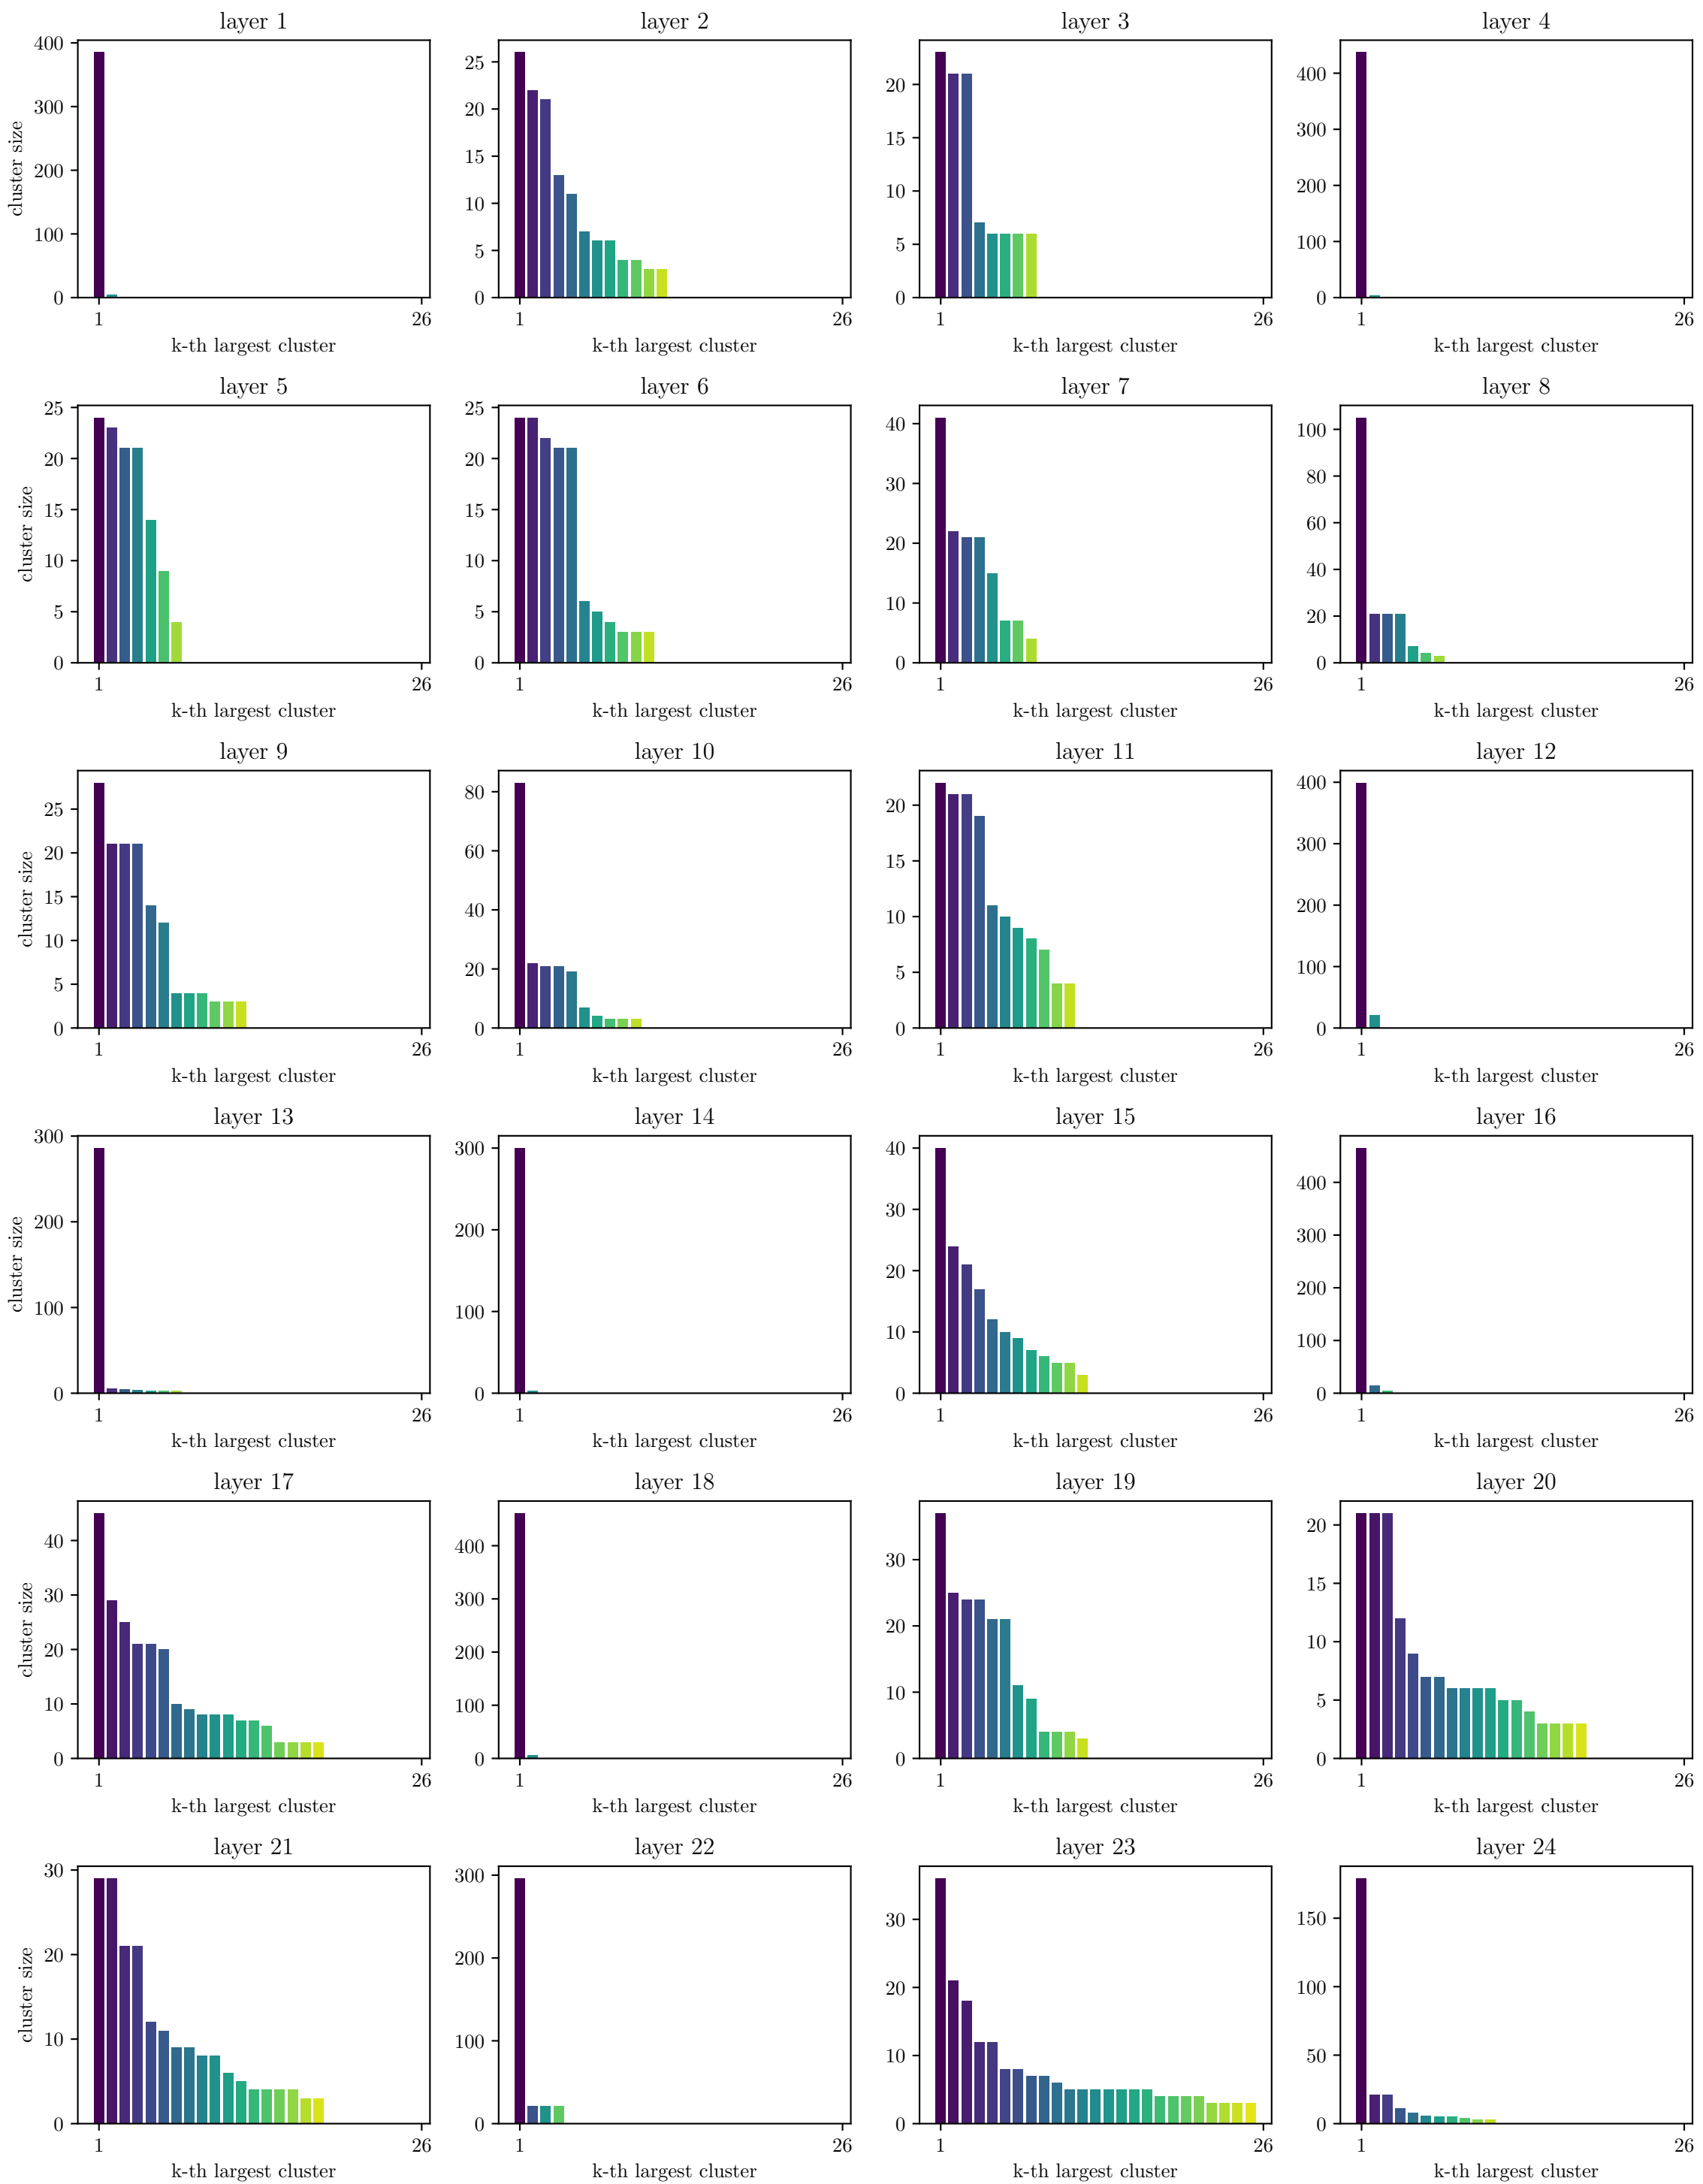 layer 1
layer 2
layer 3
layer 4
cluster size
400
300
200
100
0
25
20
15
10
5
0
20
15
10
5
0
400
300
200
100
0
1 26
1 26
1 26
1 26
k-th largest cluster
k-th largest cluster
k-th largest cluster
k-th largest cluster
layer 5
layer 6
layer 7
layer 8
cluster size
25
20
15
10
5
0
25
20
15
10
5
0
40
30
20
10
0
100
80
60
40
20
0
1 26
1 26
1 26
1 26
k-th largest cluster
k-th largest cluster
k-th largest cluster
k-th largest cluster
layer 9
layer 10
layer 11
layer 12
cluster size
25
20
15
10
5
0
80
60
40
20
0
20
15
10
5
0
400
300
200
100
0
1 26
1 26
1 26
1 26
k-th largest cluster
k-th largest cluster
k-th largest cluster
k-th largest cluster
layer 13
layer 14
layer 15
layer 16
cluster size
300
200
100
0
300
200
100
0
40
30
20
10
0
400
300
200
100
0
1 26
1 26
1 26
1 26
k-th largest cluster
k-th largest cluster
k-th largest cluster
k-th largest cluster
layer 17
layer 18
layer 19
layer 20
cluster size
40
30
20
10
0
400
300
200
100
0
30
20
10
0
20
15
10
5
0
1 26
1 26
1 26
1 26
k-th largest cluster
k-th largest cluster
k-th largest cluster
k-th largest cluster
layer 21
layer 22
layer 23
layer 24
cluster size
30
20
10
0
300
200
100
0
30
20
10
0
150
100
50
0
1 26
1 26
1 26
1 26
k-th largest cluster
k-th largest cluster
k-th largest cluster
k-th largest cluster